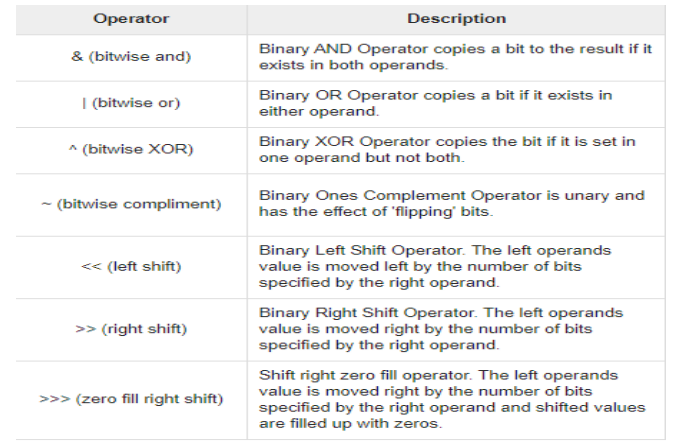 Operator Description
& (bitwise and) Binary AND Operator copies a bit to the result if it
exists in both operands.
| (bitwise or) Binary OR Operator copies a bit if it exists in
either operand.
^ (bitwise XOR) Binary XOR Operator copies the bit if it is set in
one operand but not both.
~ (bitwise compliment) Binary Ones Complement Operator is unary and
has the effect of 'flipping' bits.
<< (left shift) Binary Left Shift Operator. The left operands
value is moved left by the number of bits
specified by the right operand.
>> (right shift) Binary Right Shift Operator. The left operands
value is moved right by the number of bits
specified by the right operand.
>>> (zero fill right shift) Shift right zero fill operator. The left operands
value is moved right by the number of bits
specified by the right operand and shifted values
are filled up with zeros.